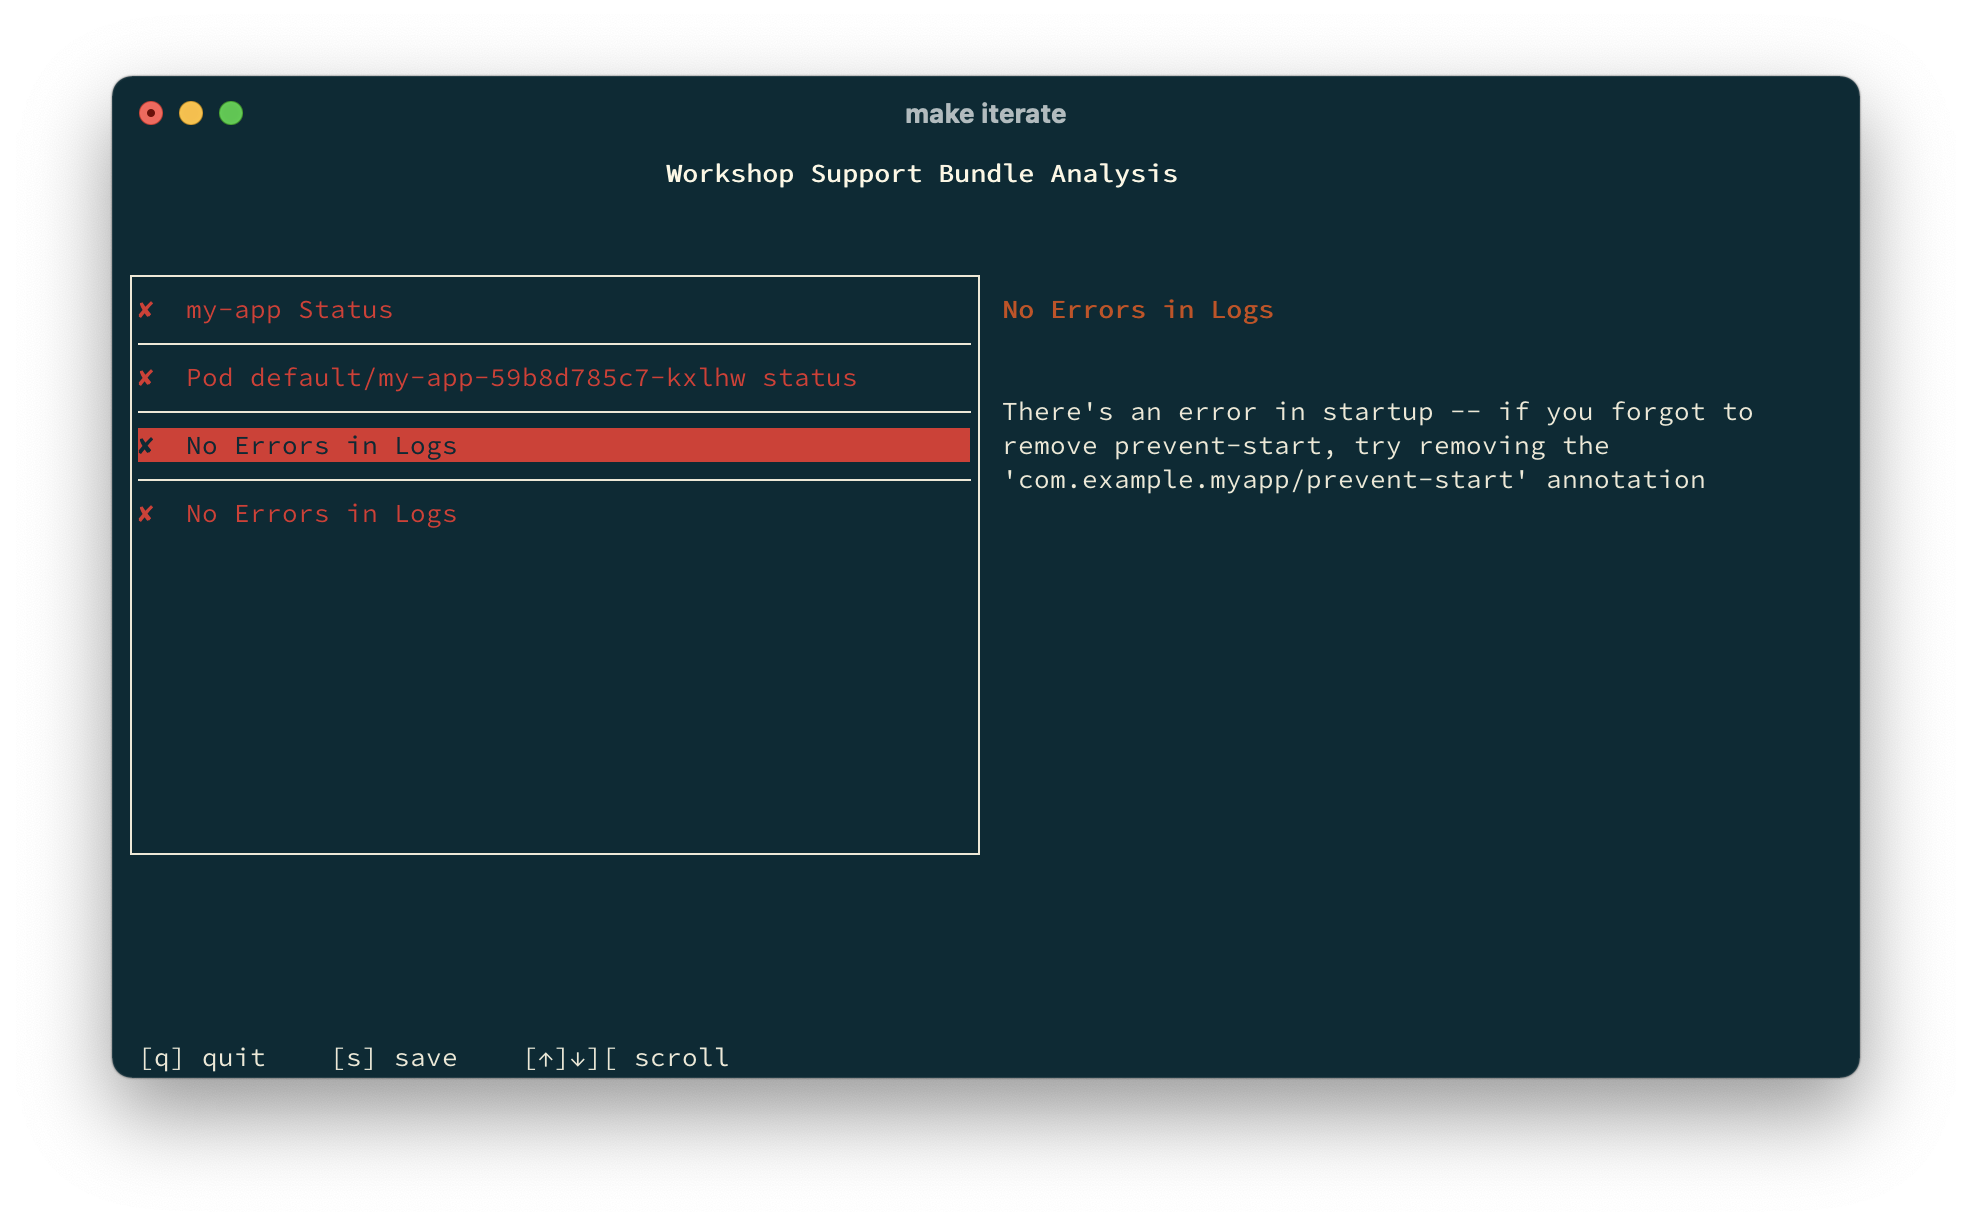 make iterate
Workshop Support Bundle Analysis
✘ my-app Status
✘ Pod default/my-app-59b8d785c7-kxlhw status
✘ No Errors in Logs
✘ No Errors in Logs
No Errors in Logs
There's an error in startup -- if you forgot to
remove prevent-start, try removing the
'com.example.myapp/prevent-start' annotation
[q] quit [s] save [↑]↓][ scroll